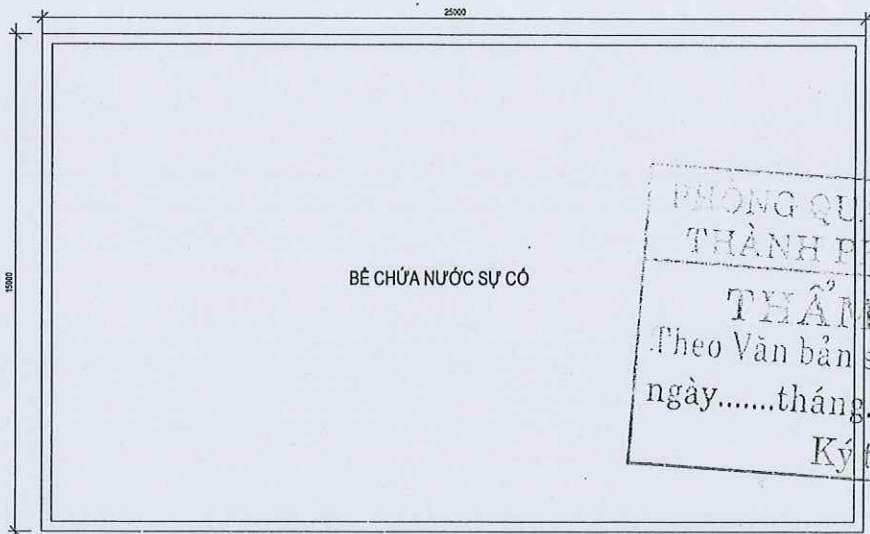 25000
15000
BỂ CHỨA NƯỚC SỰ CỐ
PHÒNG QU
THÀNH P
THẨM
Theo Văn bản s
ngày.......tháng.
Ký t